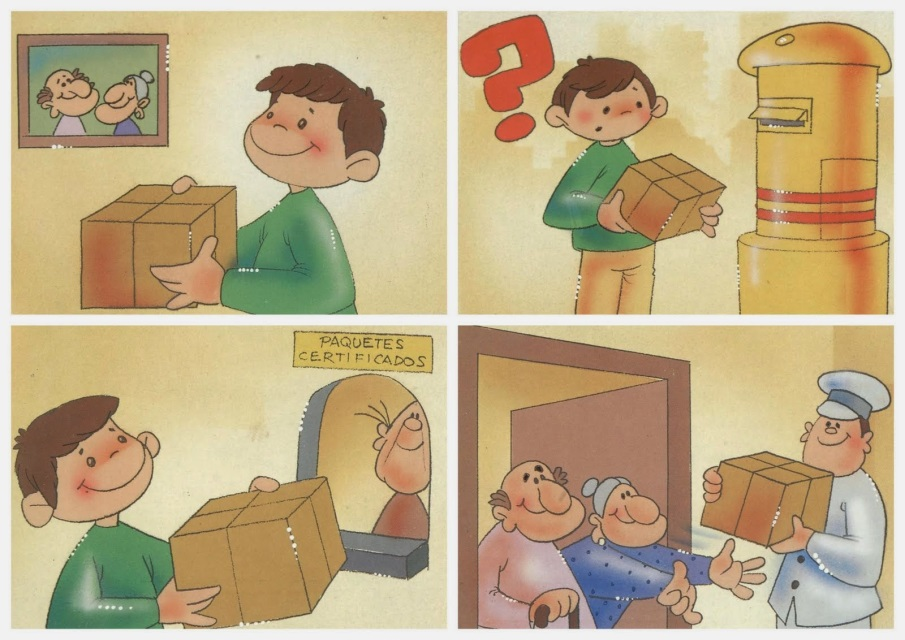 ?
PAQUETES
CERTIFICADOS